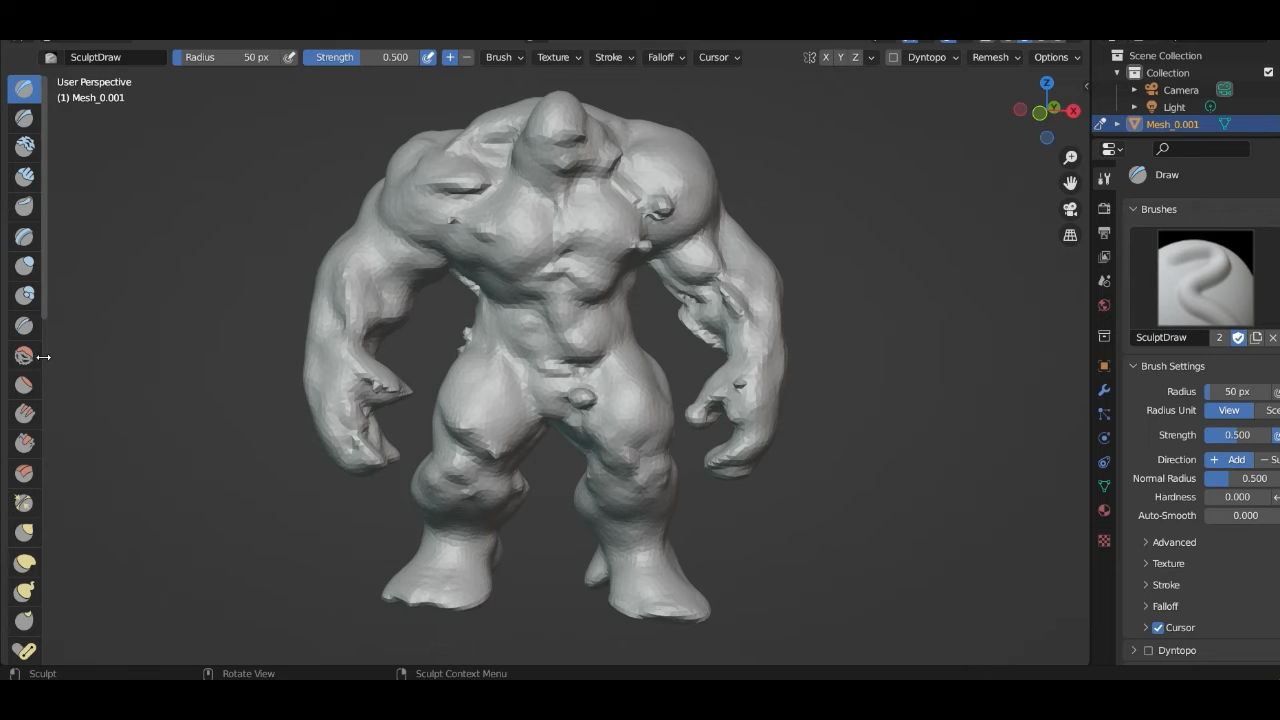 SculptDraw Radius 50 px Strength 0.500 Brush Texture Stroke Falloff Cursor X Y Z Dyntopo Remesh Options
User Perspective
(1) Mesh_0.001
Z
Y
X
Scene Collection
Collection
Camera
Light
Mesh_0.001
Draw
Brushes
SculptDraw 2
Brush Settings
Radius 50 px
Radius Unit View Sce
Strength 0.500
Direction + Add − Su
Normal Radius 0.500
Hardness 0.000
Auto-Smooth 0.000
Advanced
Texture
Stroke
Falloff
Cursor
Dyntopo
Sculpt Rotate View Sculpt Context Menu